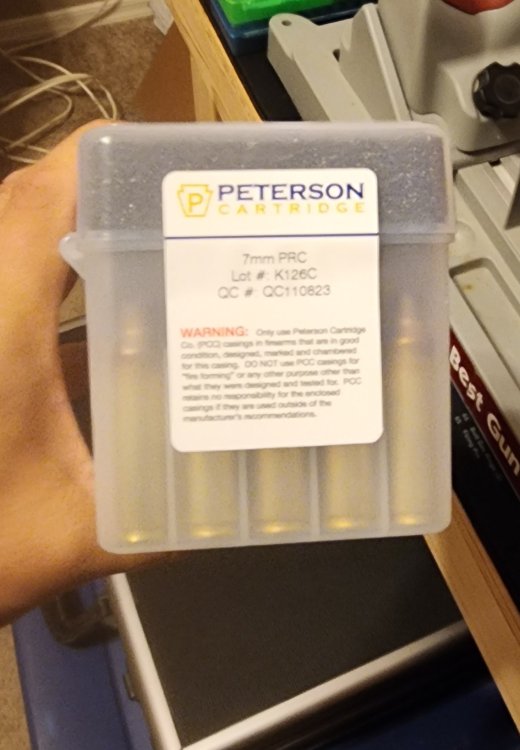 P PETERSON
CARTRIDGE
7mm PRC
Lot #: K126C
QC #: QC110823
WARNING: Only use Peterson Cartridge
Co. (PCC) casings in firearms that are in good
condition, designed, marked and chambered
for this casing. DO NOT use PCC casings for
"fire forming" or any other purpose other than
what they were designed and tested for. PCC
retains no responsibility for the enclosed
casings if they are used outside of the
manufacturer's recommendations.
Best Gun